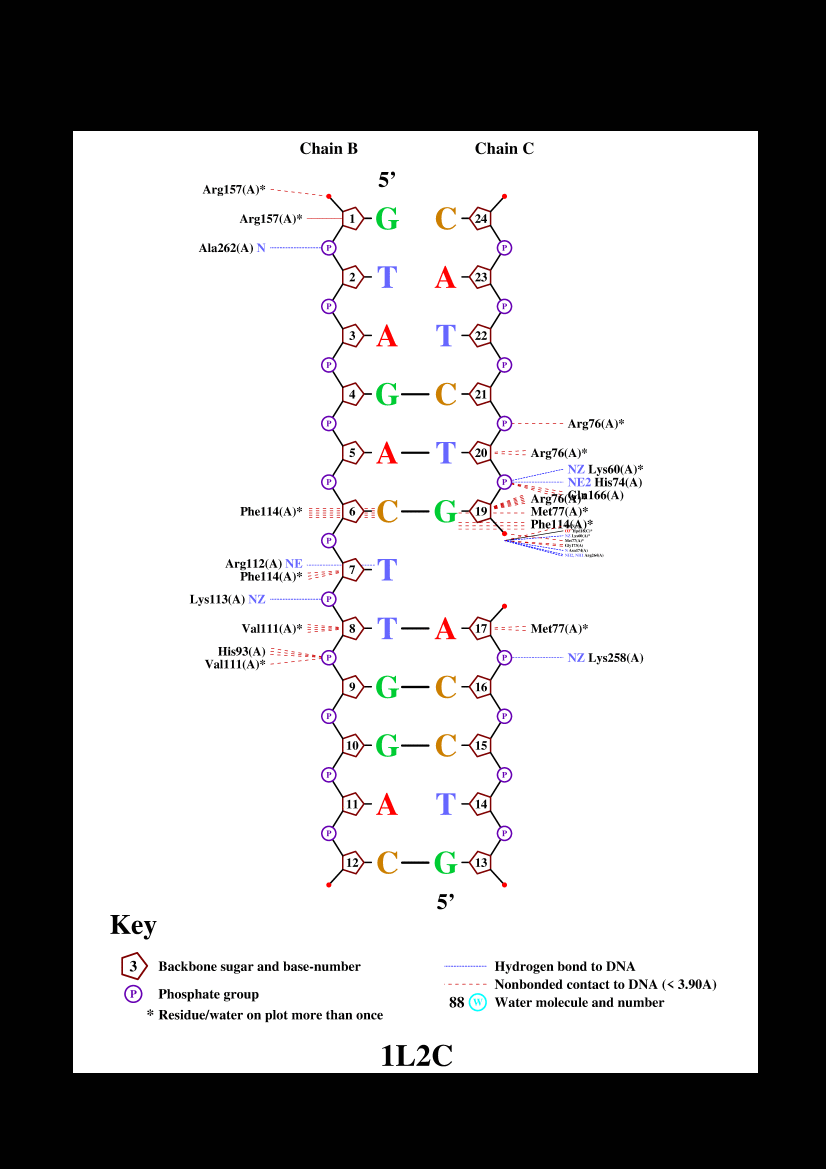 Chain B Chain C
5’
Arg157(A)*
Arg157(A)* 1 G C 24
Ala262(A) N P P
2 T A 23
P P
3 A T 22
P P
4 G C 21
P P Arg76(A)*
5 A T 20 Arg76(A)*
NZ Lys60(A)*
P P NE2 His74(A)
Gln166(A)
Arg76(A)*
Phe114(A)* 6 C G 19 Met77(A)*
Phe114(A)*
P
Arg112(A) NE
Phe114(A)* 7 T
Lys113(A) NZ P
Val111(A)* 8 T A 17 Met77(A)*
His93(A)
Val111(A)* P P NZ Lys258(A)
9 G C 16
P P
10 G C 15
P P
11 A T 14
P P
12 C G 13
5’
Key
3 Backbone sugar and base-number
P Phosphate group
* Residue/water on plot more than once
Hydrogen bond to DNA
Nonbonded contact to DNA (< 3.90A)
88 W Water molecule and number
1L2C